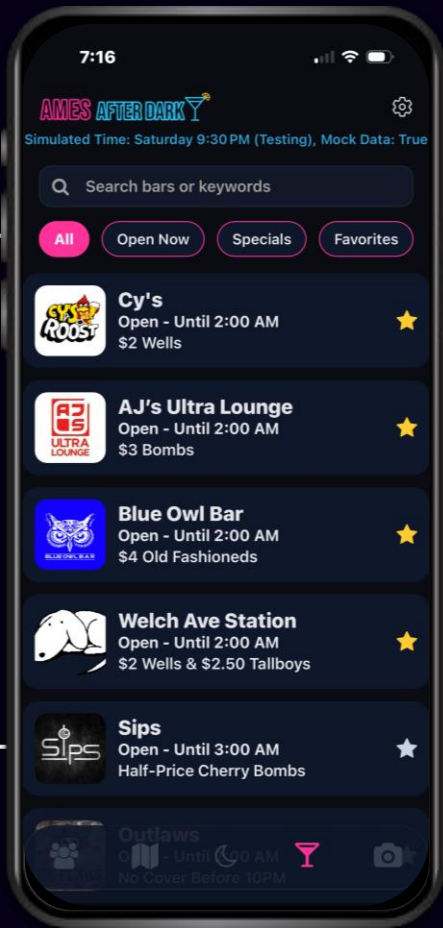 7:16
AMES AFTER DARK
Simulated Time: Saturday 9:30 PM (Testing), Mock Data: True
Search bars or keywords
All
Open Now
Specials
Favorites
CY'S ROOST
Cy's
Open - Until 2:00 AM
$2 Wells
AJ'S
ULTRA
LOUNGE
AJ’s Ultra Lounge
Open - Until 2:00 AM
$3 Bombs
BLUE OWL BAR
Blue Owl Bar
Open - Until 2:00 AM
$4 Old Fashioneds
Welch Ave Station
Open - Until 2:00 AM
$2 Wells & $2.50 Tallboys
Sips
Sips
Open - Until 3:00 AM
Half-Price Cherry Bombs
Outlaws
Until
00 AM
No Cover Before 10PM